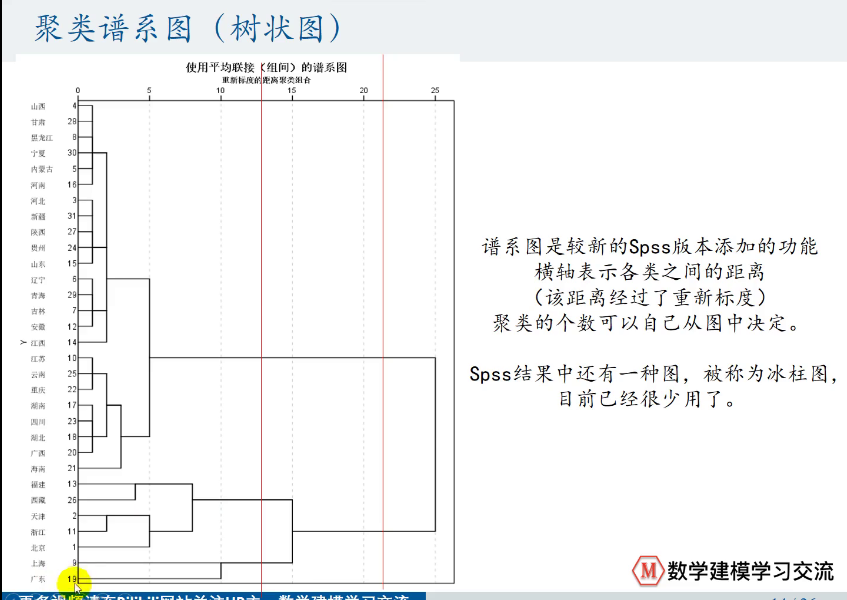 聚类谱系图（树状图）
使用平均联接（组间）的谱系图
重新标度的距离聚类组合
0 5 10 15 20 25
山西 4
甘肃 28
黑龙江 8
宁夏 30
内蒙古 5
河南 16
河北 3
新疆 31
陕西 27
贵州 24
山东 15
辽宁 6
青海 29
吉林 7
安徽 12
Y 江西 14
江苏 10
云南 25
重庆 22
湖南 17
四川 23
湖北 18
广西 20
海南 21
福建 13
西藏 26
天津 2
浙江 11
北京 1
上海 9
广东 19
谱系图是较新的Spss版本添加的功能
横轴表示各类之间的距离
（该距离经过了重新标度）
聚类的个数可以自己从图中决定。
Spss结果中还有一种图，被称为冰柱图，
目前已经很少用了。
M 数学建模学习交流